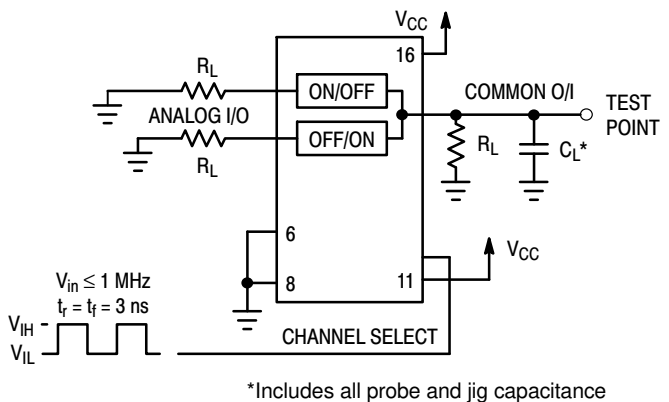 V_CC
16
R_L
ON/OFF
COMMON O/I
TEST
POINT
ANALOG I/O
OFF/ON
R_L
R_L
C_L*
6
V_CC
8
11
V_in ≤ 1 MHz
t_r = t_f = 3 ns
V_IH
V_IL
CHANNEL SELECT
*Includes all probe and jig capacitance